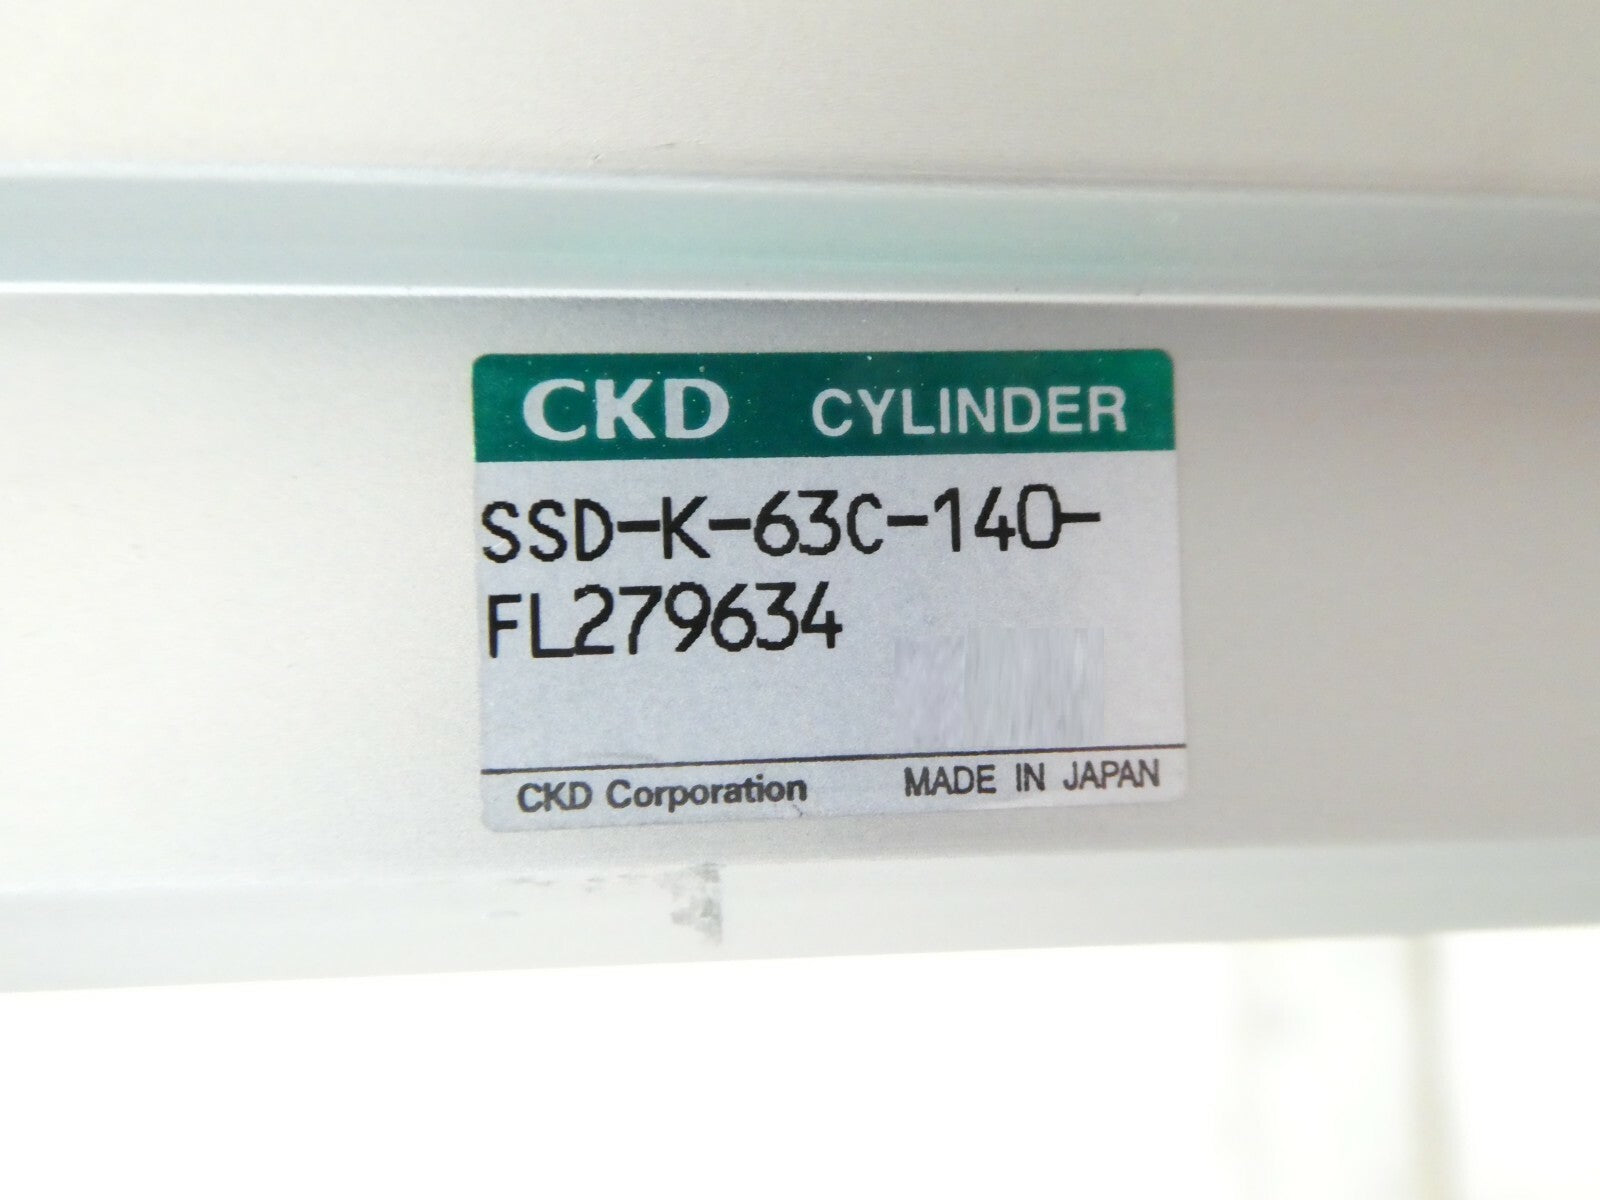 CKD CYLINDER
SSD-K-63C-140-
FL279634
CKD Corporation MADE IN JAPAN